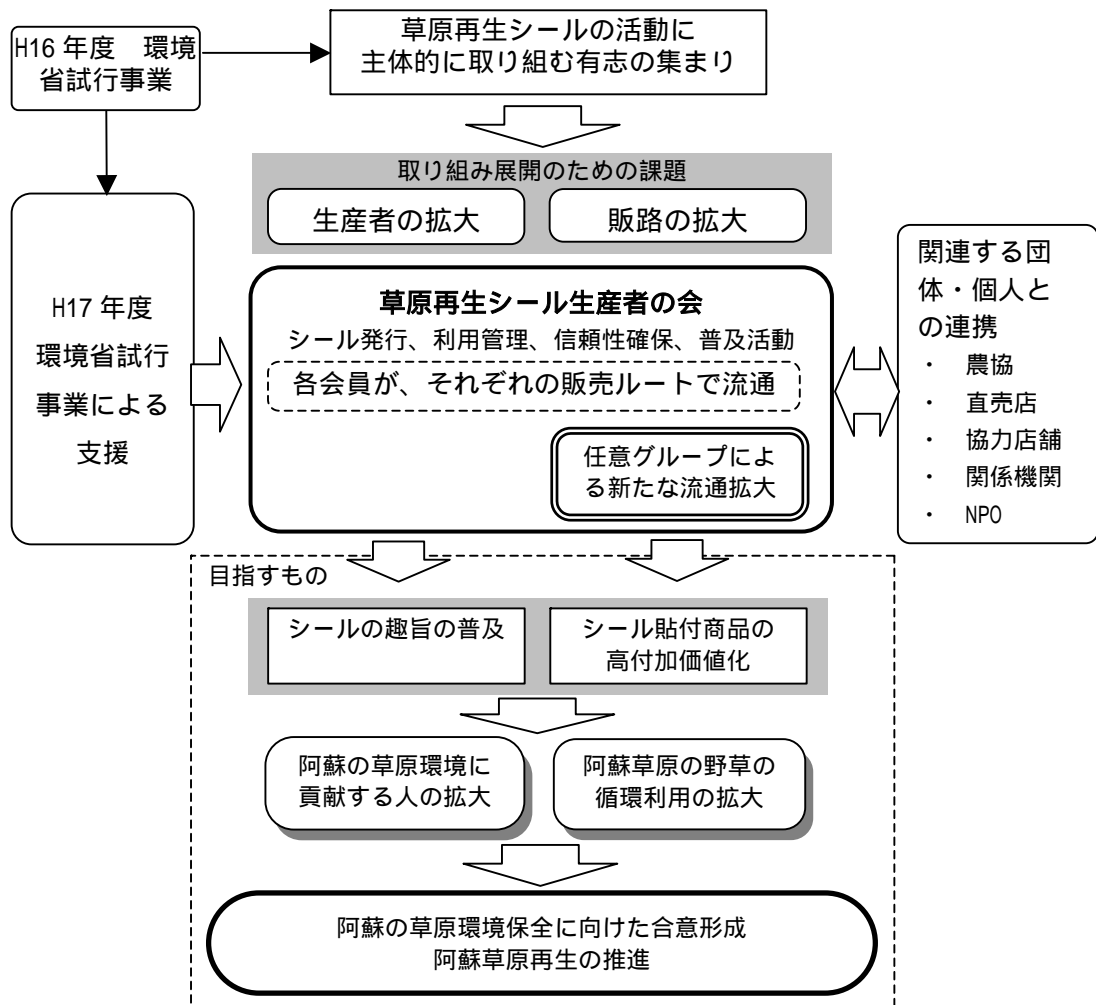 H16 年度 環境
省試行事業
草原再生シールの活動に
主体的に取り組む有志の集まり
取り組み展開のための課題
生産者の拡大
販路の拡大
H17 年度
環境省試行
事業による
支援
草原再生シール生産者の会
シール発行、利用管理、信頼性確保、普及活動
各会員が、それぞれの販売ルートで流通
任意グループによ
る新たな流通拡大
関連する団
体・個人と
の連携
・ 農協
・ 直売店
・ 協力店舗
・ 関係機関
・ NPO
目指すもの
シールの趣旨の普及
シール貼付商品の
高付加価値化
阿蘇の草原環境に
貢献する人の拡大
阿蘇草原の野草の
循環利用の拡大
阿蘇の草原環境保全に向けた合意形成
阿蘇草原再生の推進